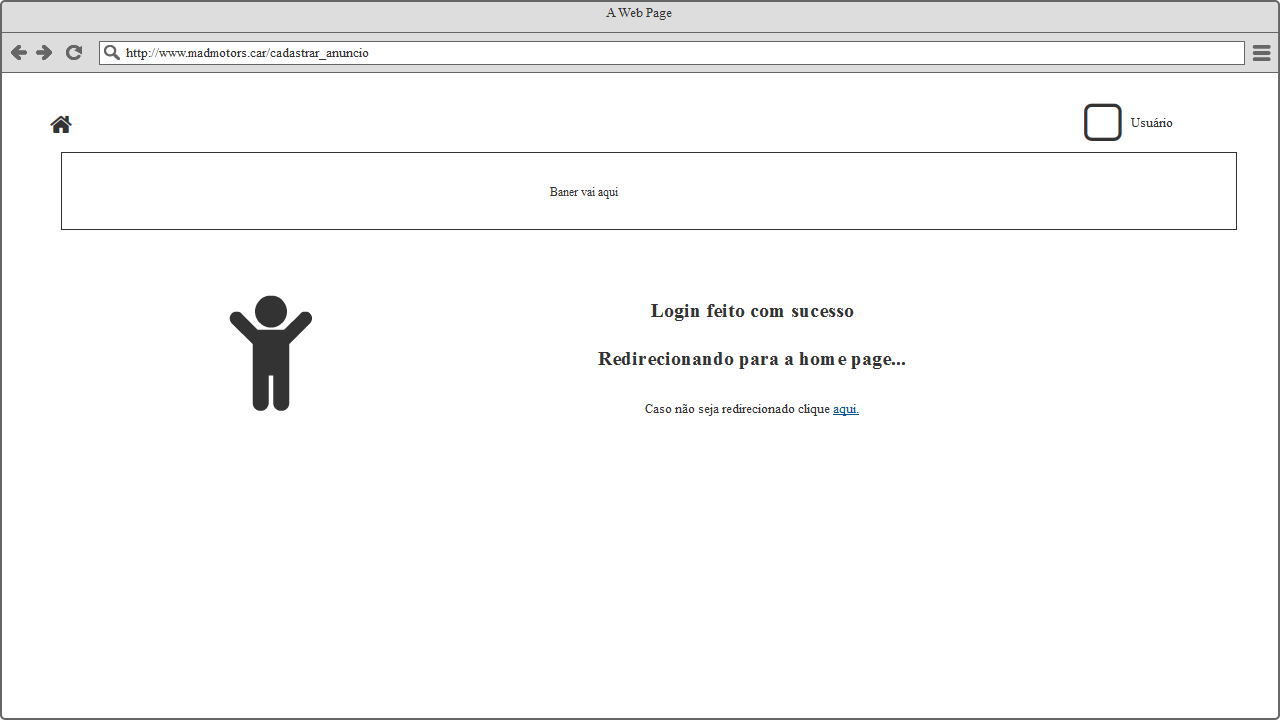 A Web Page
http://www.madmotors.car/cadastrar_anuncio
Usuário
Baner vai aqui
Login feito com sucesso
Redirecionando para a home page...
Caso não seja redirecionado clique aqui.